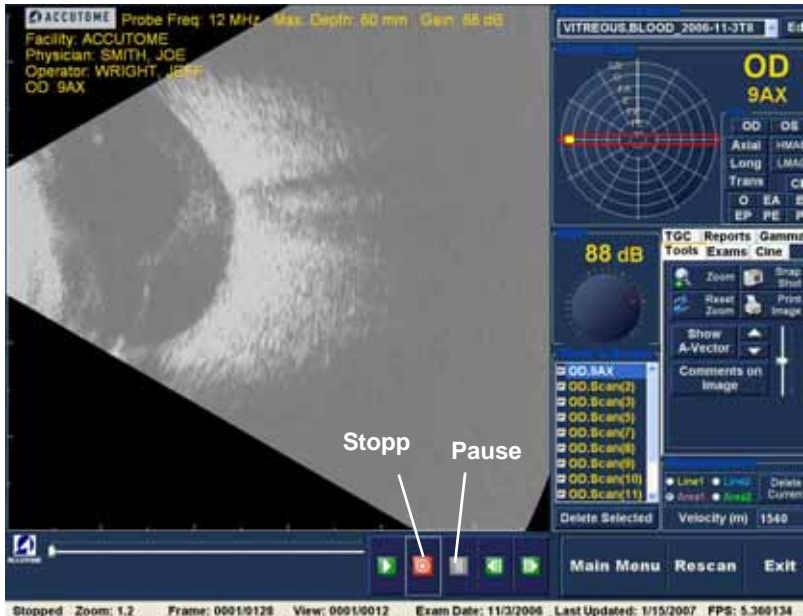 ACCUTOME Probe Freq: 12 MHz Max. Depth: 60 mm Gain: 88 dB
Facility: ACCUTOME
Physician: SMITH, JOE
Operator: WRIGHT, JEFF
OD 9AX
VITREOUS,BLOOD_2006-11-3T8
OD
9AX
OD OS
Axial
Long
Trans
O EA
EP PE
88 dB
TGC Reports Gamma
Tools Exams Cine
Zoom Snap Shot
Reset Zoom Print Image
Show A-Vector
Comments on Image
OD,9AX
OD,Scan(2)
OD,Scan(3)
OD,Scan(5)
OD,Scan(7)
OD,Scan(8)
OD,Scan(9)
OD,Scan(10)
OD,Scan(11)
Delete Selected
Line1 Line2 Delete
Area1 Area2 Current
Velocity (m) 1540
Stopp
Pause
ACCUTOME
Main Menu Rescan Exit
Stopped Zoom: 1.2 Frame: 0001/0128 View: 0001/0012 Exam Date: 11/3/2006 Last Updated: 1/15/2007 FPS: 5.360134